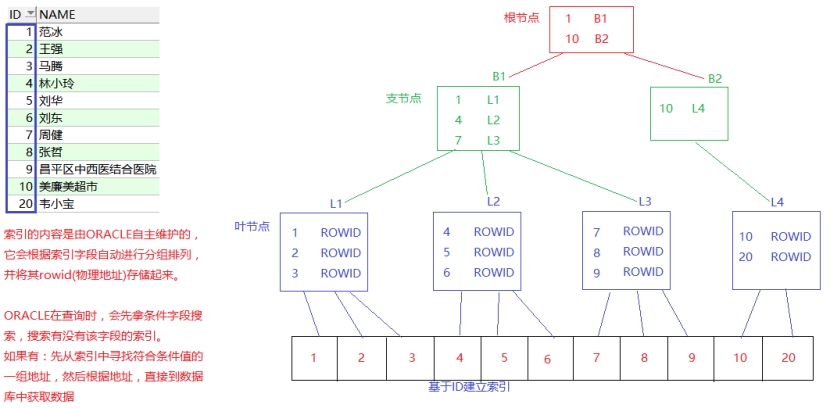 ID NAME
1 范冰
2 王强
3 马腾
4 林小玲
5 刘华
6 刘东
7 周健
8 张哲
9 昌平区中西医结合医院
10 美廉美超市
20 韦小宝
索引的内容是由ORACLE自主维护的，
它会根据索引字段自动进行分组排列，
并将其rowid(物理地址)存储起来。
ORACLE在查询时，会先拿条件字段搜
索，搜索有没有该字段的索引。
如果有：先从索引中寻找符合条件值的
一组地址，然后根据地址，直接到数据
库中获取数据
根节点
1 B1
10 B2
支节点
B1
1 L1
4 L2
7 L3
B2
10 L4
叶节点
L1
1 ROWID
2 ROWID
3 ROWID
L2
4 ROWID
5 ROWID
6 ROWID
L3
7 ROWID
8 ROWID
9 ROWID
L4
10 ROWID
20 ROWID
1 2 3 4 5 6 7 8 9 10 20
基于ID建立索引